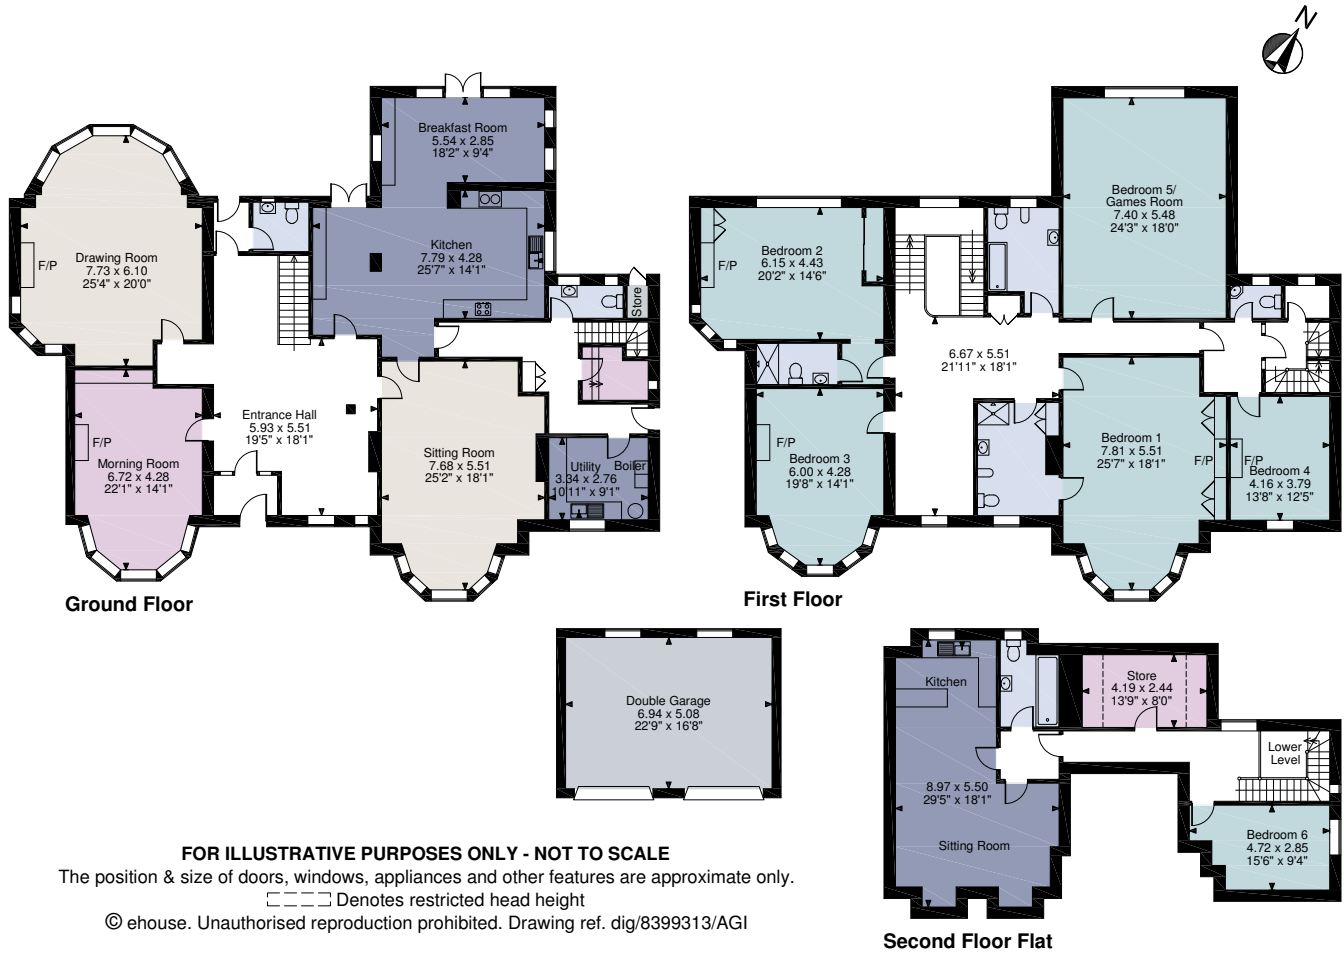 N
Breakfast Room
5.54 x 2.85
18'2" x 9'4"
Kitchen
7.79 x 4.28
25'7" x 14'1"
Drawing Room
7.73 x 6.10
25'4" x 20'0"
F/P
Store
Entrance Hall
5.93 x 5.51
19'5" x 18'1"
F/P
Morning Room
6.72 x 4.28
22'1" x 14'1"
Sitting Room
7.68 x 5.51
25'2" x 18'1"
Utility
3.34 x 2.76
10'11" x 9'1"
Boiler
Ground Floor
Bedroom 5/
Games Room
7.40 x 5.48
24'3" x 18'0"
Bedroom 2
6.15 x 4.43
20'2" x 14'6"
F/P
6.67 x 5.51
21'11" x 18'1"
F/P
Bedroom 3
6.00 x 4.28
19'8" x 14'1"
Bedroom 1
7.81 x 5.51
25'7" x 18'1"
F/P
F/P
Bedroom 4
4.16 x 3.79
13'8" x 12'5"
First Floor
Double Garage
6.94 x 5.08
22'9" x 16'8"
Kitchen
8.97 x 5.50
29'5" x 18'1"
Sitting Room
Store
4.19 x 2.44
13'9" x 8'0"
Lower
Level
Bedroom 6
4.72 x 2.85
15'6" x 9'4"
Second Floor Flat
FOR ILLUSTRATIVE PURPOSES ONLY - NOT TO SCALE
The position & size of doors, windows, appliances and other features are approximate only.
Denotes restricted head height
© ehouse. Unauthorised reproduction prohibited. Drawing ref. dig/8399313/AGI